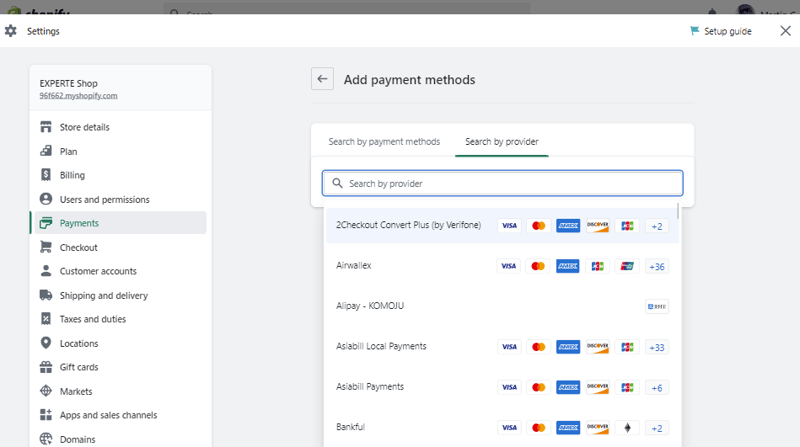 shopify
Search
Martin G
Settings
Setup guide
EXPERTE Shop
96f662.myshopify.com
Store details
Plan
Billing
Users and permissions
Payments
Checkout
Customer accounts
Shipping and delivery
Taxes and duties
Locations
Gift cards
Markets
Apps and sales channels
Domains
Add payment methods
Search by payment methods
Search by provider
Search by provider
2Checkout Convert Plus (by Verifone) VISA AMEX DISCOVER JCB +2
Airwallex VISA AMEX JCB +36
Alipay - KOMOJU
Asiabill Local Payments VISA AMEX DISCOVER JCB +33
Asiabill Payments VISA AMEX DISCOVER JCB +6
Bankful VISA AMEX DISCOVER +2